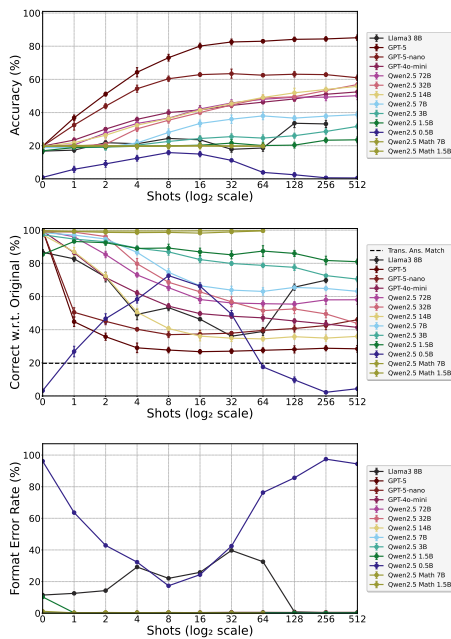 100
80
60
40
20
0
Accuracy (%)
0 1 2 4 8 16 32 64 128 256 512
Shots (log₂ scale)
Llama3 8B
GPT-5
GPT-5-nano
GPT-4o-mini
Qwen2.5 72B
Qwen2.5 32B
Qwen2.5 14B
Qwen2.5 7B
Qwen2.5 3B
Qwen2.5 1.5B
Qwen2.5 0.5B
Qwen2.5 Math 7B
Qwen2.5 Math 1.5B
100
80
60
40
20
0
Correct w.r.t. Original (%)
0 1 2 4 8 16 32 64 128 256 512
Shots (log₂ scale)
Trans. Ans. Match
Llama3 8B
GPT-5
GPT-5-nano
GPT-4o-mini
Qwen2.5 72B
Qwen2.5 32B
Qwen2.5 14B
Qwen2.5 7B
Qwen2.5 3B
Qwen2.5 1.5B
Qwen2.5 0.5B
Qwen2.5 Math 7B
Qwen2.5 Math 1.5B
100
80
60
40
20
0
Format Error Rate (%)
0 1 2 4 8 16 32 64 128 256 512
Shots (log₂ scale)
Llama3 8B
GPT-5
GPT-5-nano
GPT-4o-mini
Qwen2.5 72B
Qwen2.5 32B
Qwen2.5 14B
Qwen2.5 7B
Qwen2.5 3B
Qwen2.5 1.5B
Qwen2.5 0.5B
Qwen2.5 Math 7B
Qwen2.5 Math 1.5B